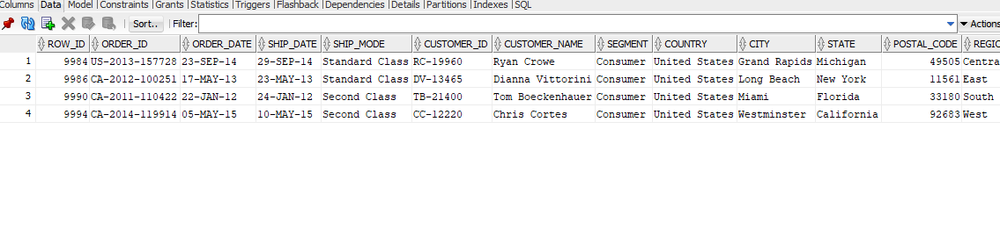 Columns Data Model Constraints Grants Statistics Triggers Flashback Dependencies Details Partitions Indexes SQL
Sort.. Filter: Actions
ROW_ID ORDER_ID ORDER_DATE SHIP_DATE SHIP_MODE CUSTOMER_ID CUSTOMER_NAME SEGMENT COUNTRY CITY STATE POSTAL_CODE REGIO
1 9984 US-2013-157728 23-SEP-14 29-SEP-14 Standard Class RC-19960 Ryan Crowe Consumer United States Grand Rapids Michigan 49505 Centra
2 9986 CA-2012-100251 17-MAY-13 23-MAY-13 Standard Class DV-13465 Dianna Vittorini Consumer United States Long Beach New York 11561 East
3 9990 CA-2011-110422 22-JAN-12 24-JAN-12 Second Class TB-21400 Tom Boeckenhauer Consumer United States Miami Florida 33180 South
4 9994 CA-2014-119914 05-MAY-15 10-MAY-15 Second Class CC-12220 Chris Cortes Consumer United States Westminster California 92683 West